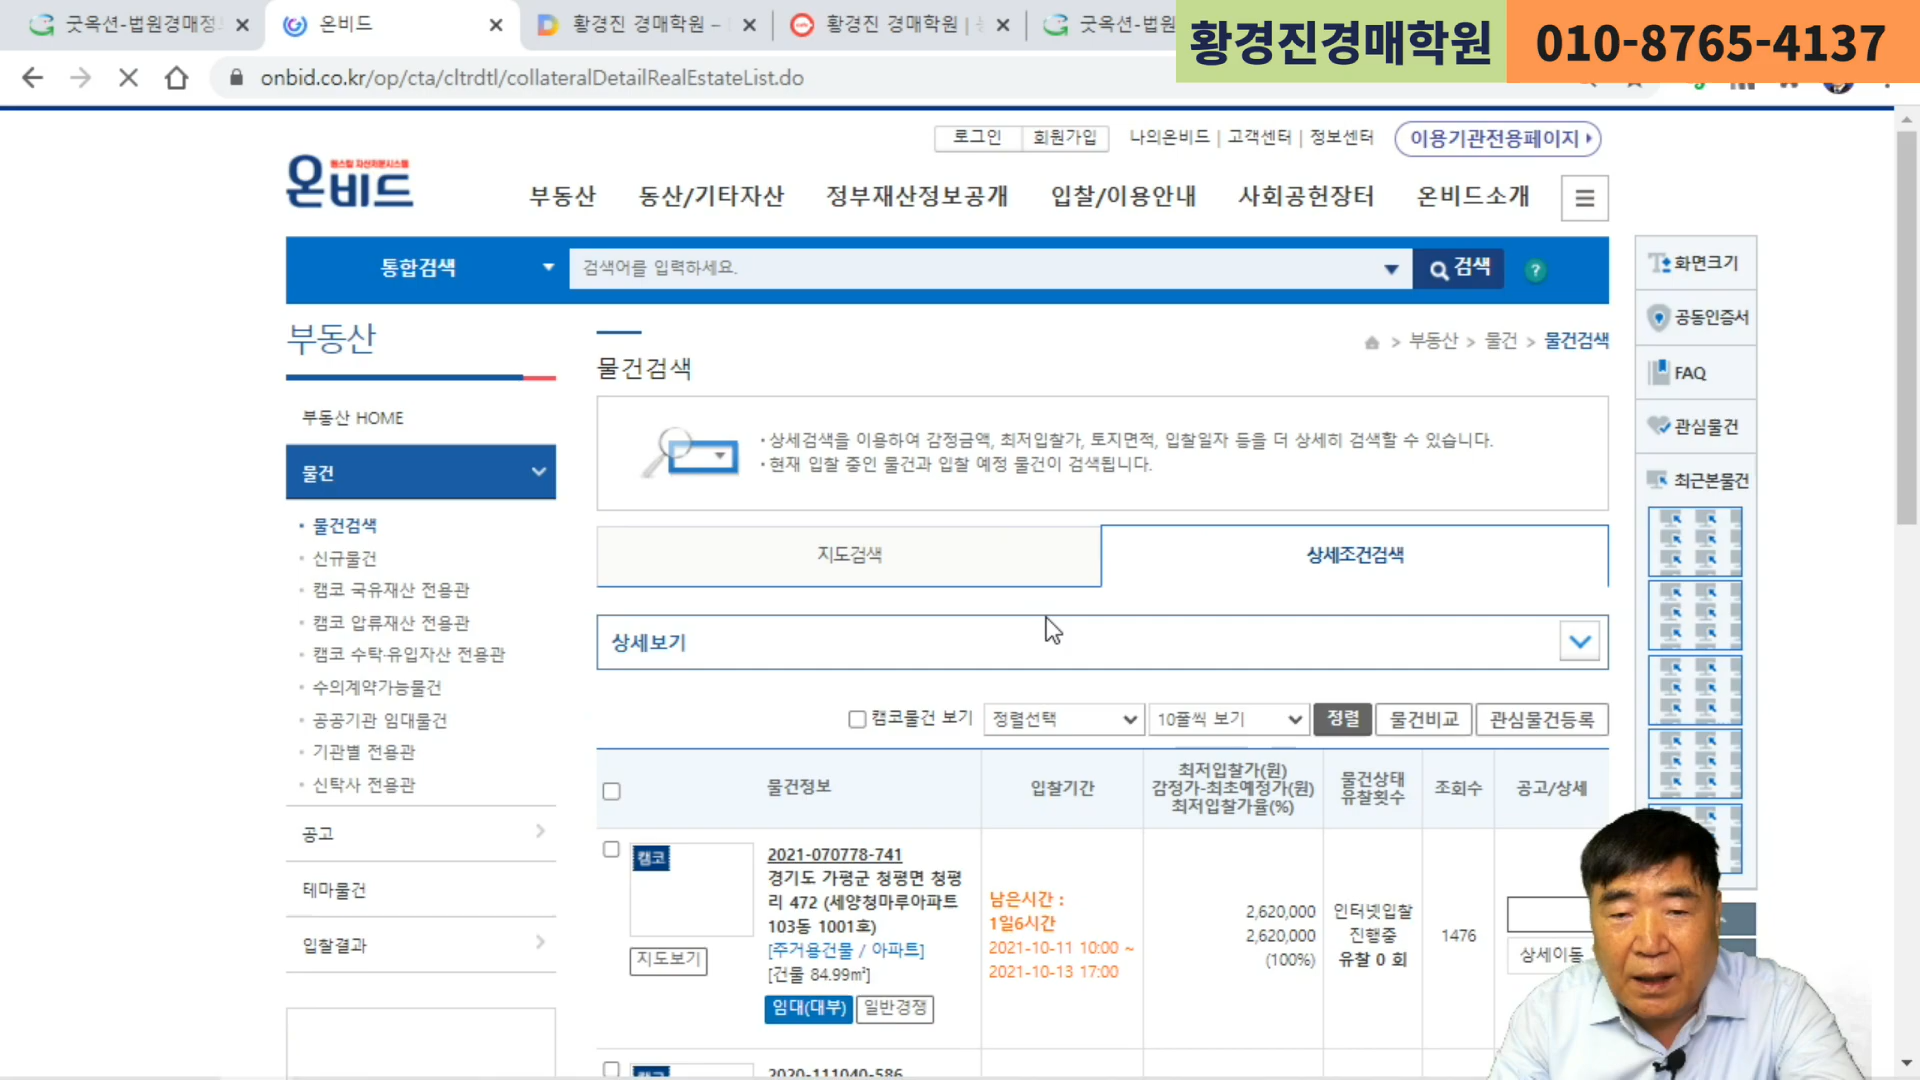 굿옥션-법원경매정
온비드
황경진 경매학원 –
황경진 경매학원 |
굿옥션-법원
황경진경매학원
010-8765-4137
onbid.co.kr/op/cta/cltrdtl/collateralDetailRealEstateList.do
로그인
회원가입
나의온비드 | 고객센터 | 정보센터
이용기관전용페이지
온비드
부동산
동산/기타자산
정부재산정보공개
입찰/이용안내
사회공헌장터
온비드소개
통합검색
검색어를 입력하세요.
검색
?
화면크기
공동인증서
FAQ
관심물건
최근본물건
부동산
> 부동산 > 물건 > 물건검색
물건검색
부동산 HOME
· 상세검색을 이용하여 감정금액, 최저입찰가, 토지면적, 입찰일자 등을 더 상세히 검색할 수 있습니다.
· 현재 입찰 중인 물건과 입찰 예정 물건이 검색됩니다.
물건
물건검색
신규물건
캠코 국유재산 전용관
캠코 압류재산 전용관
캠코 수탁·유입자산 전용관
수의계약가능물건
공공기관 임대물건
기관별 전용관
신탁사 전용관
공고
테마물건
입찰결과
지도검색
상세조건검색
상세보기
캠코물건 보기
정렬선택
10줄씩 보기
정렬
물건비교
관심물건등록
물건정보
입찰기간
최저입찰가(원)
감정가-최초예정가(원)
최저입찰가율(%)
물건상태
유찰횟수
조회수
공고/상세
캠코
지도보기
2021-070778-741
경기도 가평군 청평면 청평
리 472 (세양청마루아파트
103동 1001호)
[주거용건물 / 아파트]
[건물 84.99㎡]
임대(대부)
일반경쟁
남은시간 :
1일6시간
2021-10-11 10:00 ~
2021-10-13 17:00
2,620,000
2,620,000
(100%)
인터넷입찰
진행중
유찰 0 회
1476
상세이동
캠코
2020-111040-586